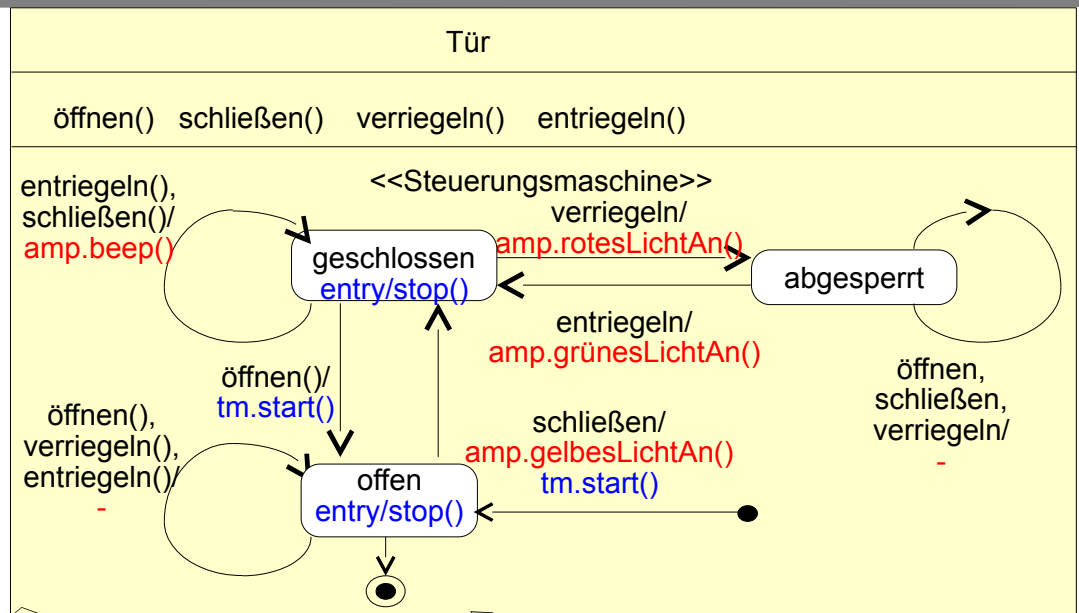 Tür
öffnen() schließen() verriegeln() entriegeln()
<<Steuerungsmaschine>>
entriegeln(),
schließen()/
amp.beep()
verriegeln/
amp.rotesLichtAn()
geschlossen
entry/stop()
abgesperrt
entriegeln/
amp.grünesLichtAn()
öffnen()/
tm.start()
öffnen,
schließen,
verriegeln/
-
öffnen(),
verriegeln(),
entriegeln()/
-
schließen/
amp.gelbesLichtAn()
tm.start()
offen
entry/stop()